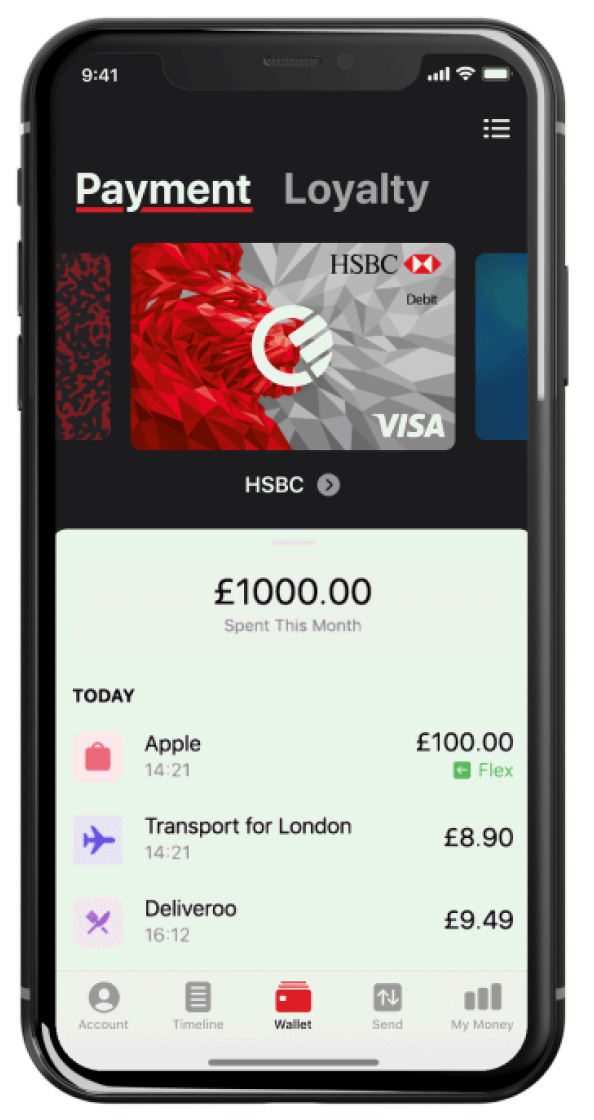 9:41
Payment Loyalty
HSBC
Debit
VISA
HSBC
£1000.00
Spent This Month
TODAY
Apple £100.00
14:21 Flex
Transport for London £8.90
14:21
Deliveroo £9.49
16:12
Account Timeline Wallet Send My Money